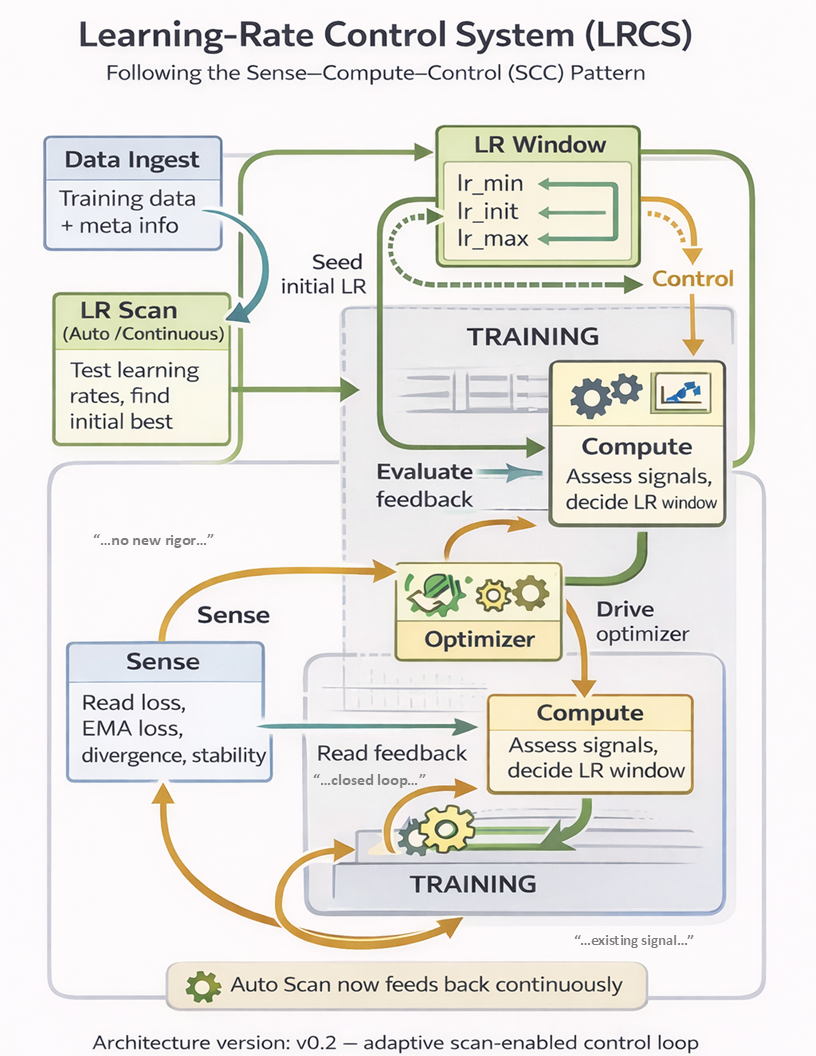 Learning-Rate Control System (LRCS)
Following the Sense–Compute–Control (SCC) Pattern
Data Ingest
Training data
+ meta info
LR Window
lr_min
lr_init
lr_max
Seed
initial LR
Control
LR Scan
(Auto /Continuous)
Test learning
rates, find
initial best
TRAINING
Compute
Assess signals,
decide LR window
Evaluate
feedback
"...no new rigor..."
Sense
Optimizer
Drive
optimizer
Sense
Read loss,
EMA loss,
divergence, stability
Read feedback
"...closed loop..."
Compute
Assess signals,
decide LR window
TRAINING
"...existing signal..."
Auto Scan now feeds back continuously
Architecture version: v0.2 — adaptive scan-enabled control loop